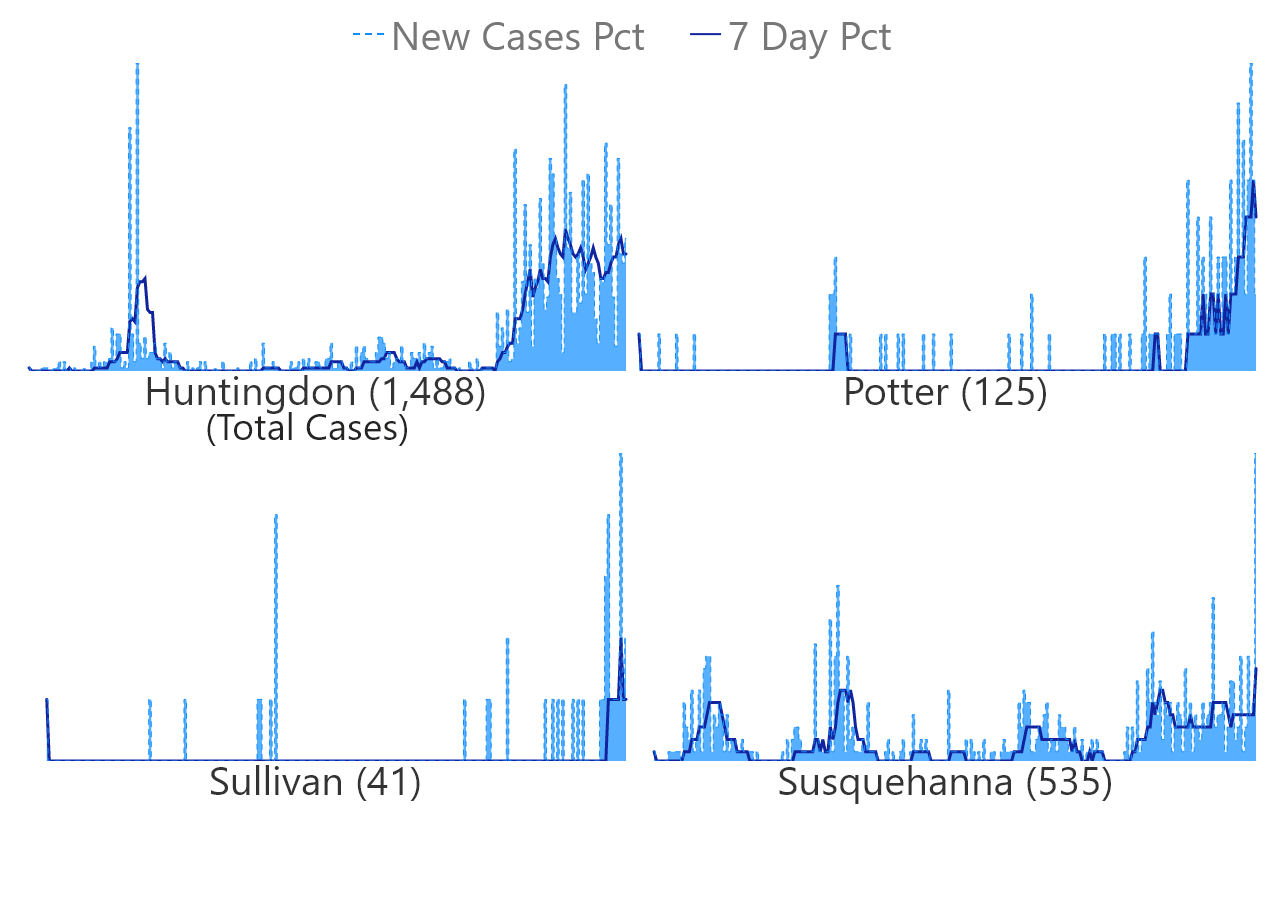 New Cases Pct 7 Day Pct
Huntingdon (1,488) Potter (125)
(Total Cases)
Sullivan (41) Susquehanna (535)